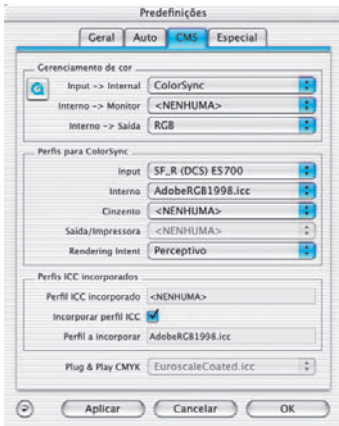 Predefinições
Geral Auto CMS Especial
Gerenciamento de cor
Input -> Internal ColorSync
Interno -> Monitor <NENHUMA>
Interno -> Saída RGB
Perfis para ColorSync
Input SF_R (DCS) E5700
Interno AdobeRGB1998.icc
Cinzento <NENHUMA>
Saída/Impressora <NENHUMA>
Rendering Intent Perceptivo
Perfis ICC incorporados
Perfil ICC incorporado <NENHUMA>
Incorporar perfil ICC
Perfil a incorporar AdobeRGB1998.icc
Plug & Play CMYK EuroscaleCoated.icc
Aplicar Cancelar OK